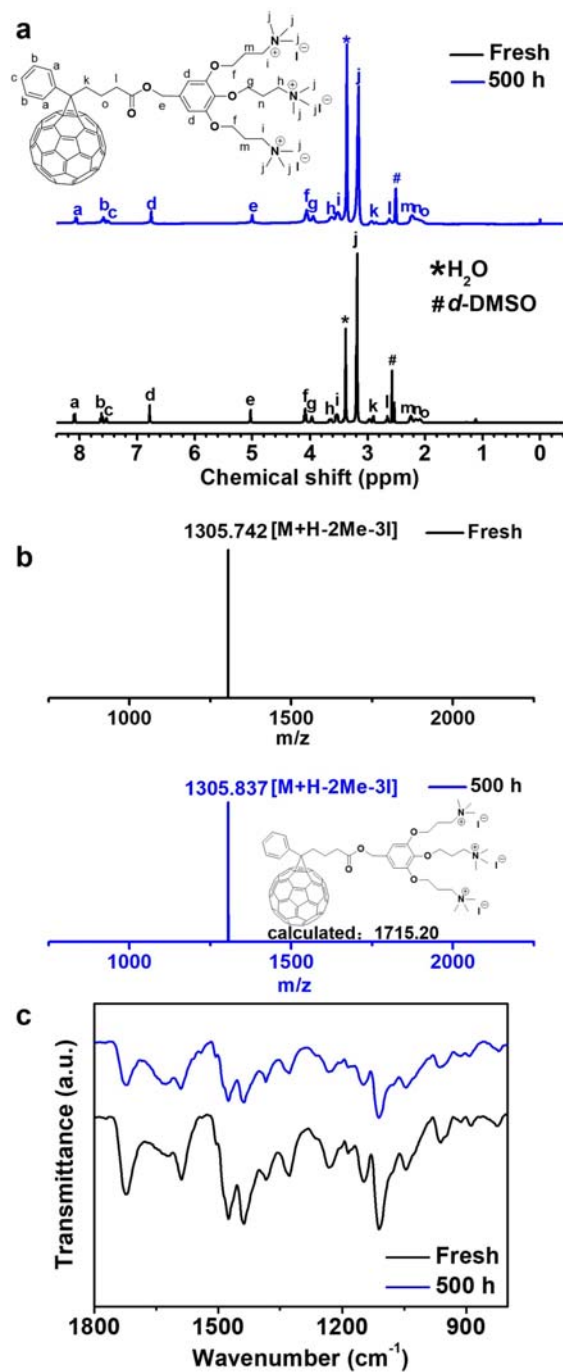 a
Fresh
500 h
j
j
N
j
⊕
i
I⊖
m
f
O
b
a
c
b
a
k
l
o
O
O
e
d
d
g
O
n
h
N
⊕
j
j
j
I⊖
O
f
m
i
N
⊕
j
j
j
I⊖
* j #
a b c d e f g h i k l m n o
*H₂O
#d-DMSO
j
* #
a b c d e f g h i k l m n o
8 7 6 5 4 3 2 1 0
Chemical shift (ppm)
b
1305.742 [M+H-2Me-3I] Fresh
750 1500 2000
m/z
1305.837 [M+H-2Me-3I] 500 h
O
O
O
O
O
N
⊕
I⊖
N
⊕
I⊖
N
⊕
I⊖
calculated：1715.20
750 1500 2000
m/z
c
Transmittance (a.u.)
Fresh
500 h
1800 1500 1200 900
Wavenumber (cm⁻¹)